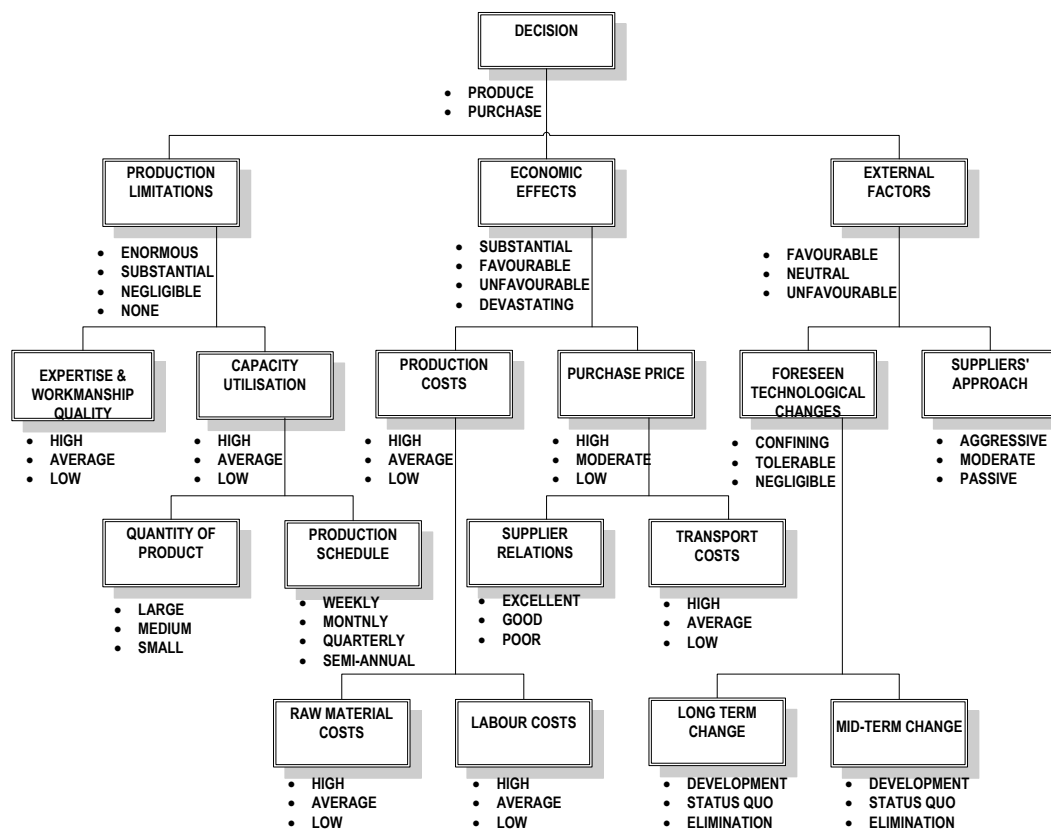 DECISION
• PRODUCE
• PURCHASE
PRODUCTION
LIMITATIONS
• ENORMOUS
• SUBSTANTIAL
• NEGLIGIBLE
• NONE
ECONOMIC
EFFECTS
• SUBSTANTIAL
• FAVOURABLE
• UNFAVOURABLE
• DEVASTATING
EXTERNAL
FACTORS
• FAVOURABLE
• NEUTRAL
• UNFAVOURABLE
EXPERTISE &
WORKMANSHIP
QUALITY
• HIGH
• AVERAGE
• LOW
CAPACITY
UTILISATION
• HIGH
• AVERAGE
• LOW
PRODUCTION
COSTS
• HIGH
• AVERAGE
• LOW
PURCHASE PRICE
• HIGH
• MODERATE
• LOW
FORESEEN
TECHNOLOGICAL
CHANGES
• CONFINING
• TOLERABLE
• NEGLIGIBLE
SUPPLIERS'
APPROACH
• AGGRESSIVE
• MODERATE
• PASSIVE
QUANTITY OF
PRODUCT
• LARGE
• MEDIUM
• SMALL
PRODUCTION
SCHEDULE
• WEEKLY
• MONTNLY
• QUARTERLY
• SEMI-ANNUAL
SUPPLIER
RELATIONS
• EXCELLENT
• GOOD
• POOR
TRANSPORT
COSTS
• HIGH
• AVERAGE
• LOW
RAW MATERIAL
COSTS
• HIGH
• AVERAGE
• LOW
LABOUR COSTS
• HIGH
• AVERAGE
• LOW
LONG TERM
CHANGE
• DEVELOPMENT
• STATUS QUO
• ELIMINATION
MID-TERM CHANGE
• DEVELOPMENT
• STATUS QUO
• ELIMINATION